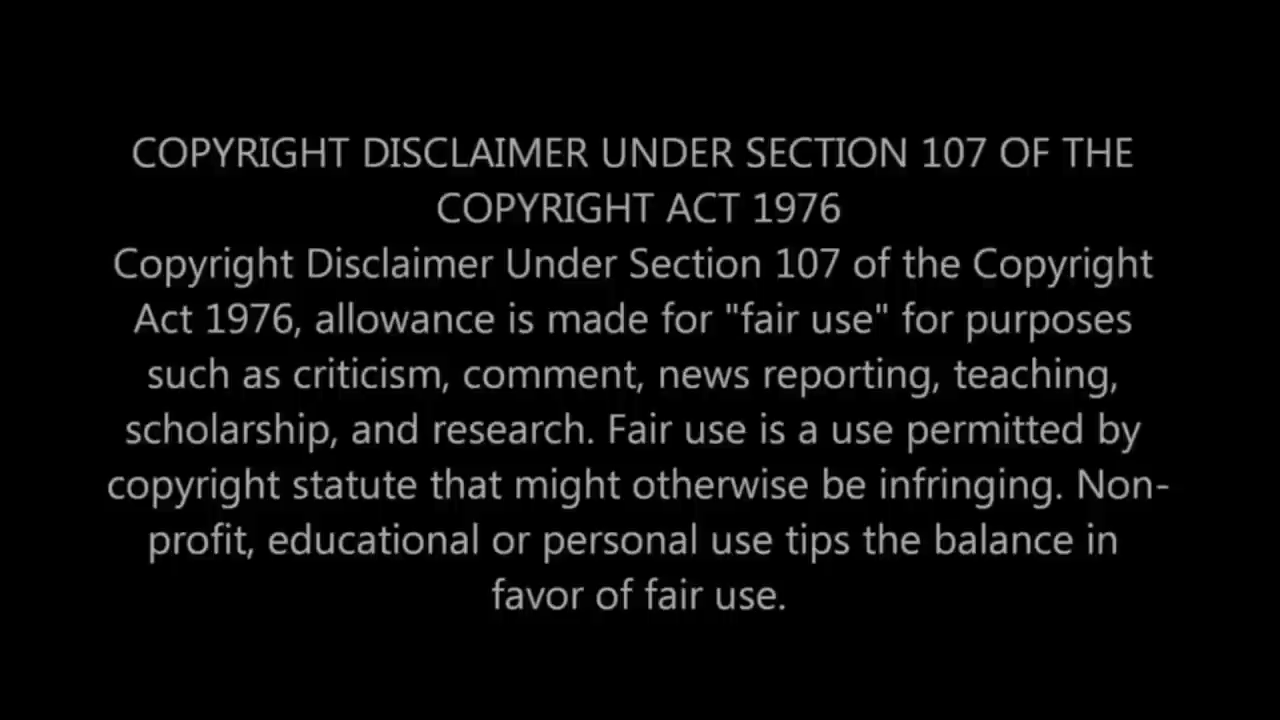 COPYRIGHT DISCLAIMER UNDER SECTION 107 OF THE
COPYRIGHT ACT 1976
Copyright Disclaimer Under Section 107 of the Copyright
Act 1976, allowance is made for "fair use" for purposes
such as criticism, comment, news reporting, teaching,
scholarship, and research. Fair use is a use permitted by
copyright statute that might otherwise be infringing. Non-
profit, educational or personal use tips the balance in
favor of fair use.